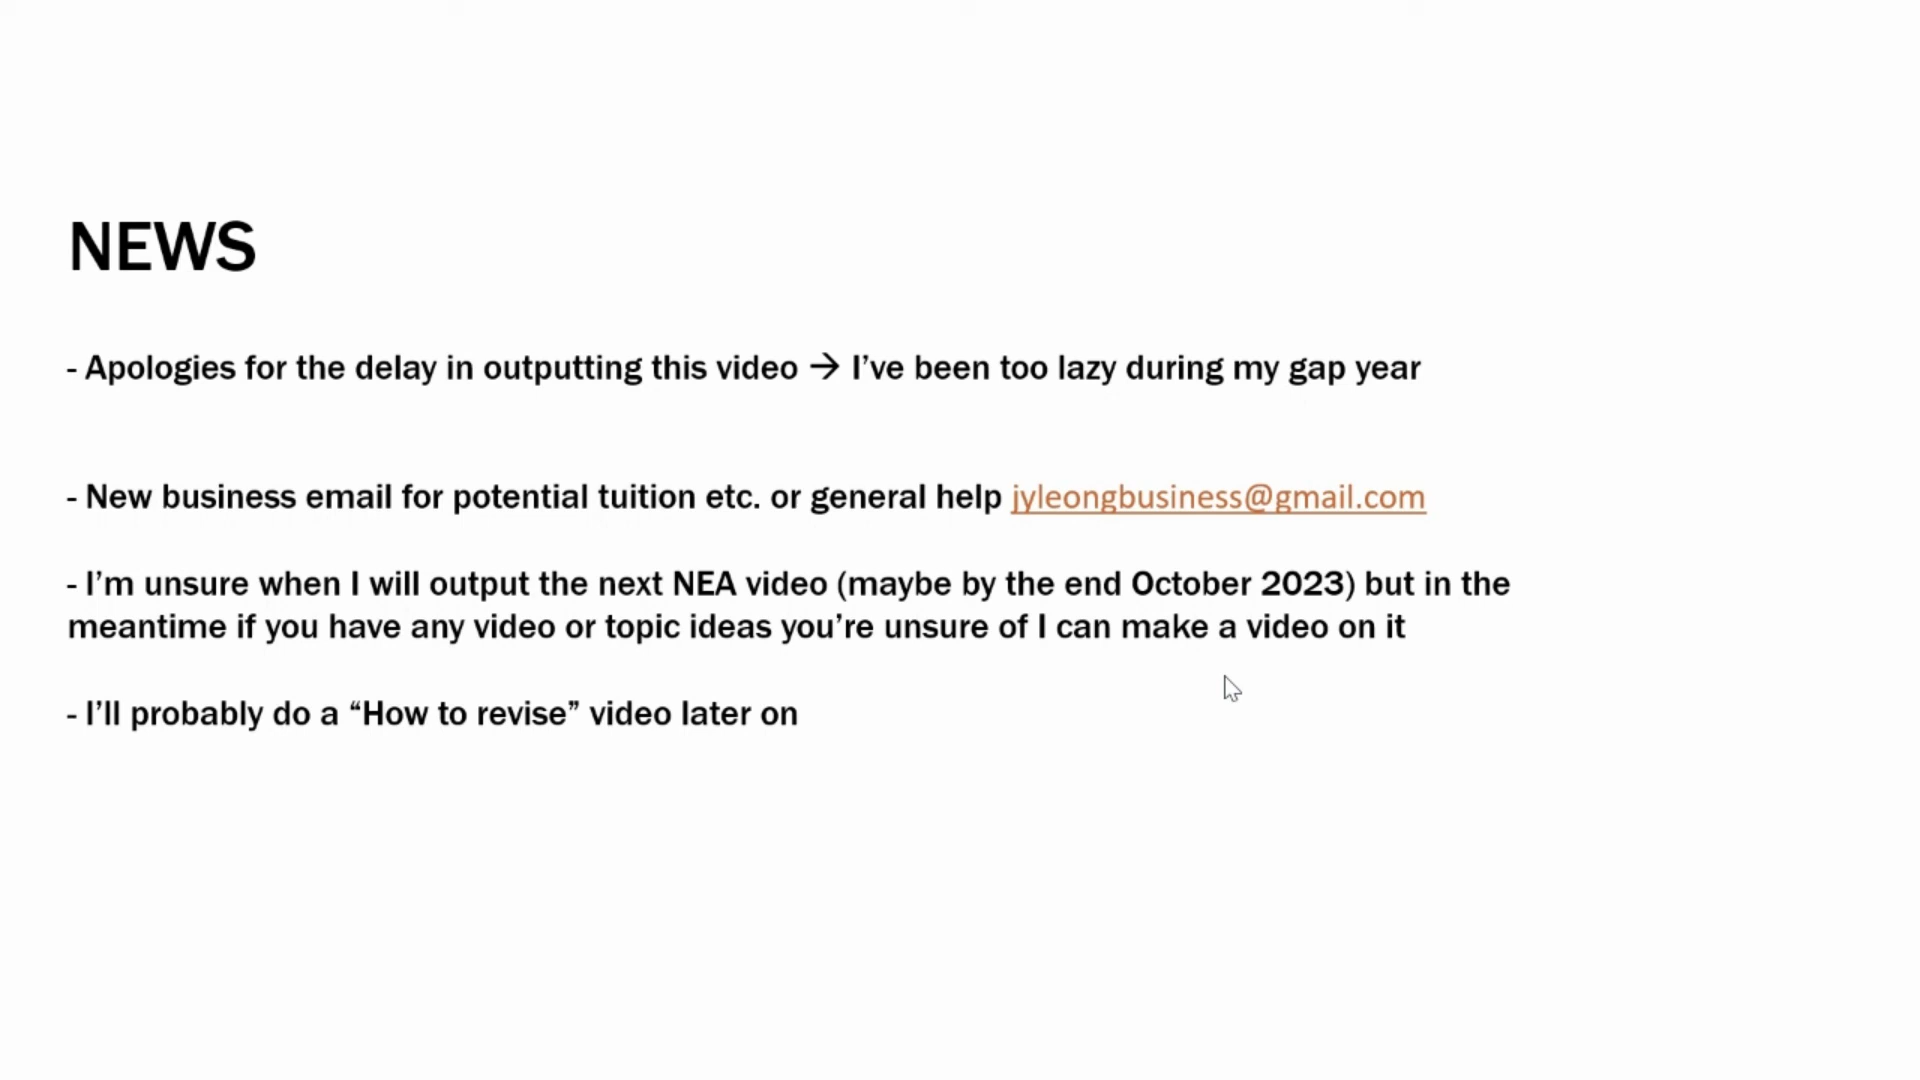 NEWS
- Apologies for the delay in outputting this video → I’ve been too lazy during my gap year
- New business email for potential tuition etc. or general help jyleongbusiness@gmail.com
- I’m unsure when I will output the next NEA video (maybe by the end October 2023) but in the
meantime if you have any video or topic ideas you’re unsure of I can make a video on it
- I’ll probably do a “How to revise” video later on